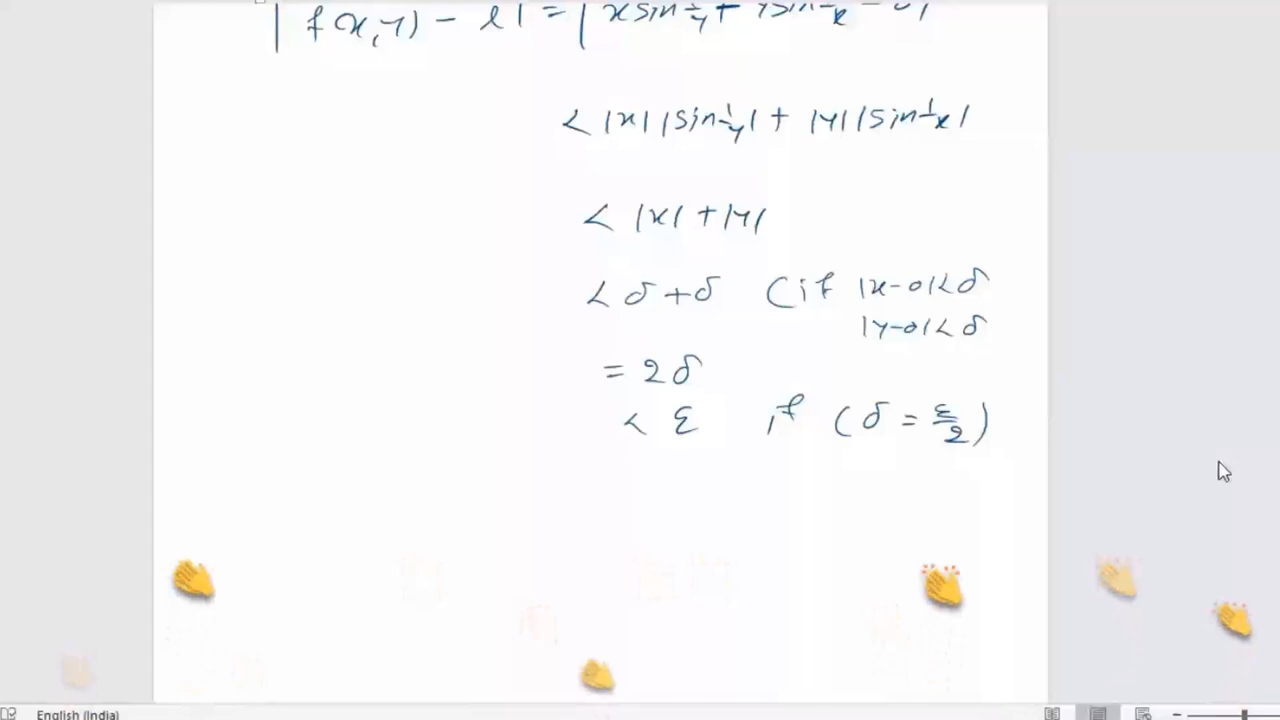 | f(x,y) - l | = | x sin 1/y + y sin 1/x - 0 |
< |x| |sin 1/y| + |y| |sin 1/x|
< |x| + |y|
< δ + δ (if |x-0| < δ
|y-0| < δ
= 2δ
< ε if (δ = ε/2)
English (India)